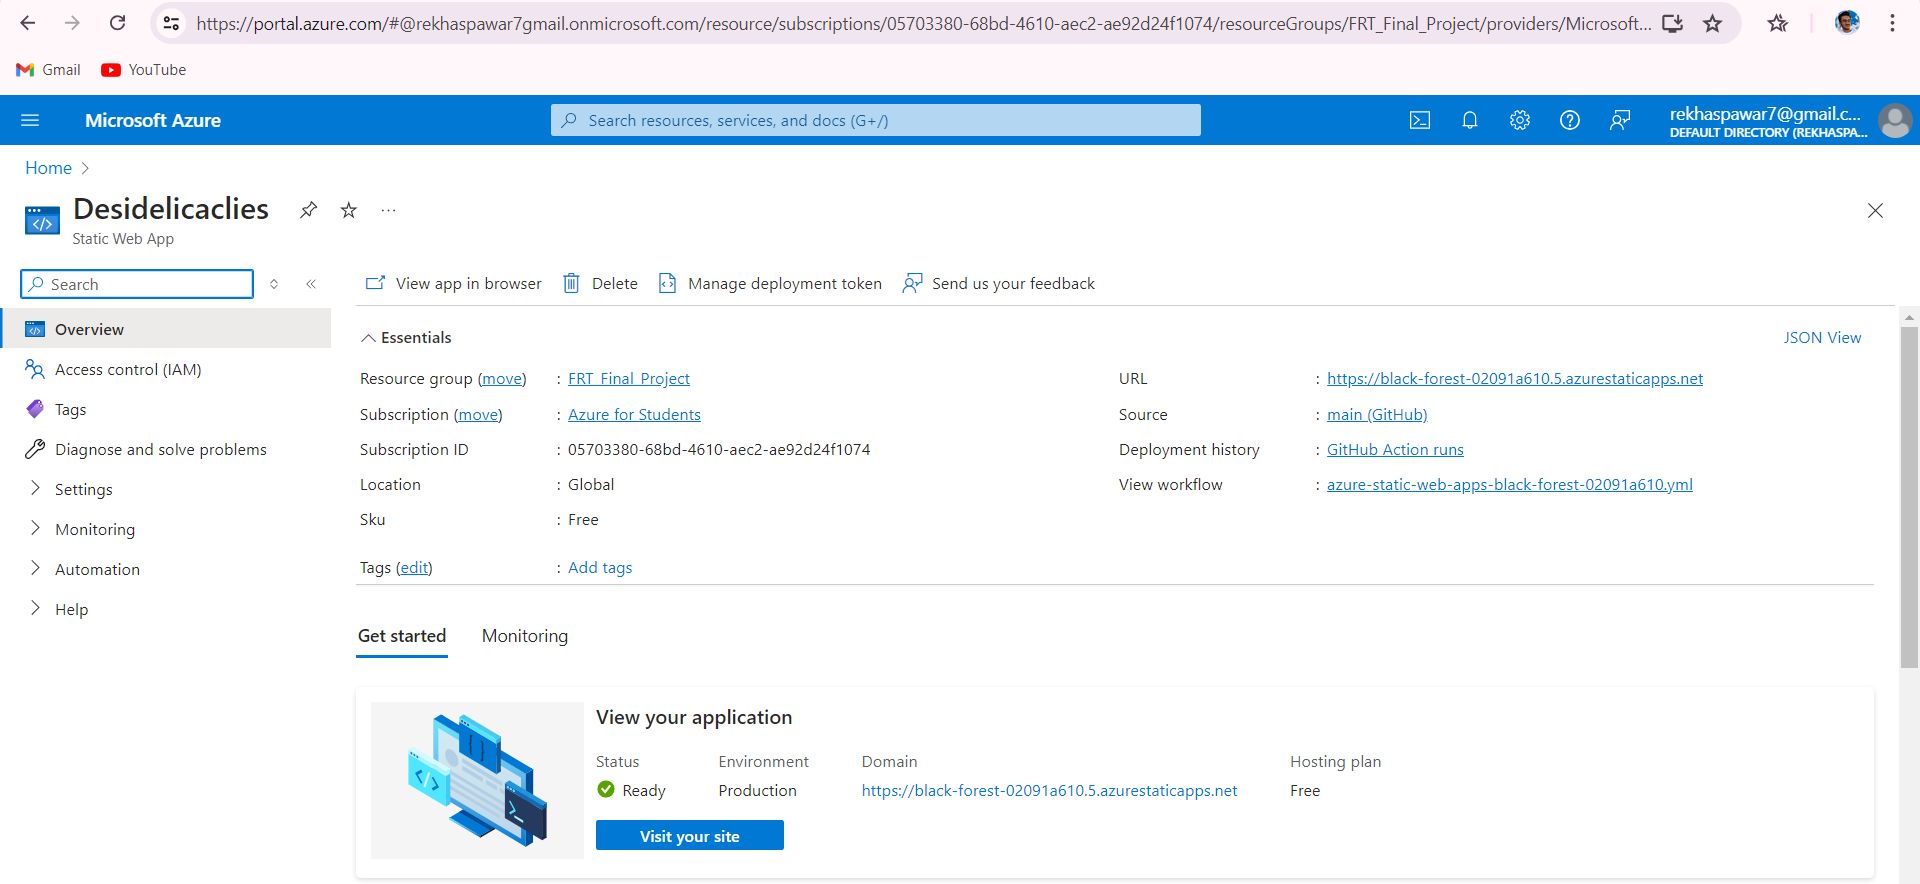 https://portal.azure.com/#@rekhaspawar7gmail.onmicrosoft.com/resource/subscriptions/05703380-68bd-4610-aec2-ae92d24f1074/resourceGroups/FRT_Final_Project/providers/Microsoft...
Gmail YouTube
Microsoft Azure
Search resources, services, and docs (G+/)
rekhaspawar7@gmail.c...
DEFAULT DIRECTORY (REKHASPA...
Home
Desidelicaclies
Static Web App
Search
View app in browser Delete Manage deployment token Send us your feedback
Overview
Access control (IAM)
Tags
Diagnose and solve problems
Settings
Monitoring
Automation
Help
Essentials JSON View
Resource group (move) : FRT_Final_Project
Subscription (move) : Azure for Students
Subscription ID : 05703380-68bd-4610-aec2-ae92d24f1074
Location : Global
Sku : Free
URL : https://black-forest-02091a610.5.azurestaticapps.net
Source : main (GitHub)
Deployment history : GitHub Action runs
View workflow : azure-static-web-apps-black-forest-02091a610.yml
Tags (edit) : Add tags
Get started Monitoring
View your application
Status Environment Domain Hosting plan
Ready Production https://black-forest-02091a610.5.azurestaticapps.net Free
Visit your site